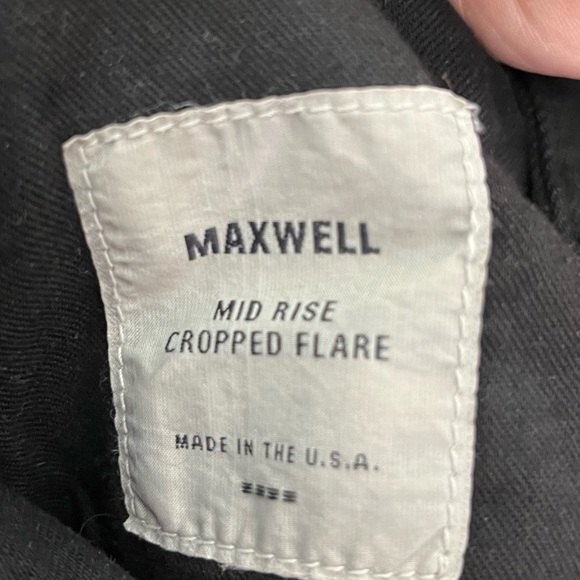 MAXWELL
MID RISE
CROPPED FLARE
MADE IN THE U.S.A.